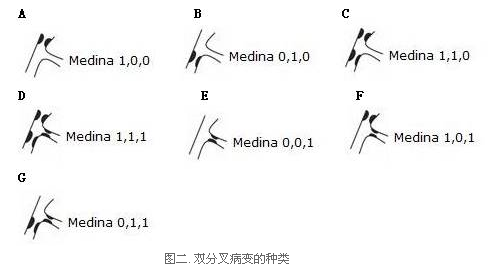 A B C
Medina 1,0,0 Medina 0,1,0 Medina 1,1,0
D E F
Medina 1,1,1 Medina 0,0,1 Medina 1,0,1
G
Medina 0,1,1
图二. 双分叉病变的种类